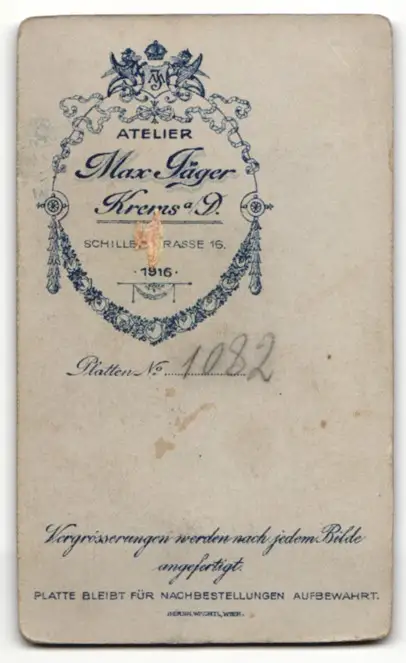 ATELIER
Max Jäger
Krems a/D.
SCHILLERSTRASSE 16.
·1916·
Platten No 1082
Vergrösserungen werden nach jedem Bilde
angefertigt.
PLATTE BLEIBT FÜR NACHBESTELLUNGEN AUFBEWAHRT.
WIEN.